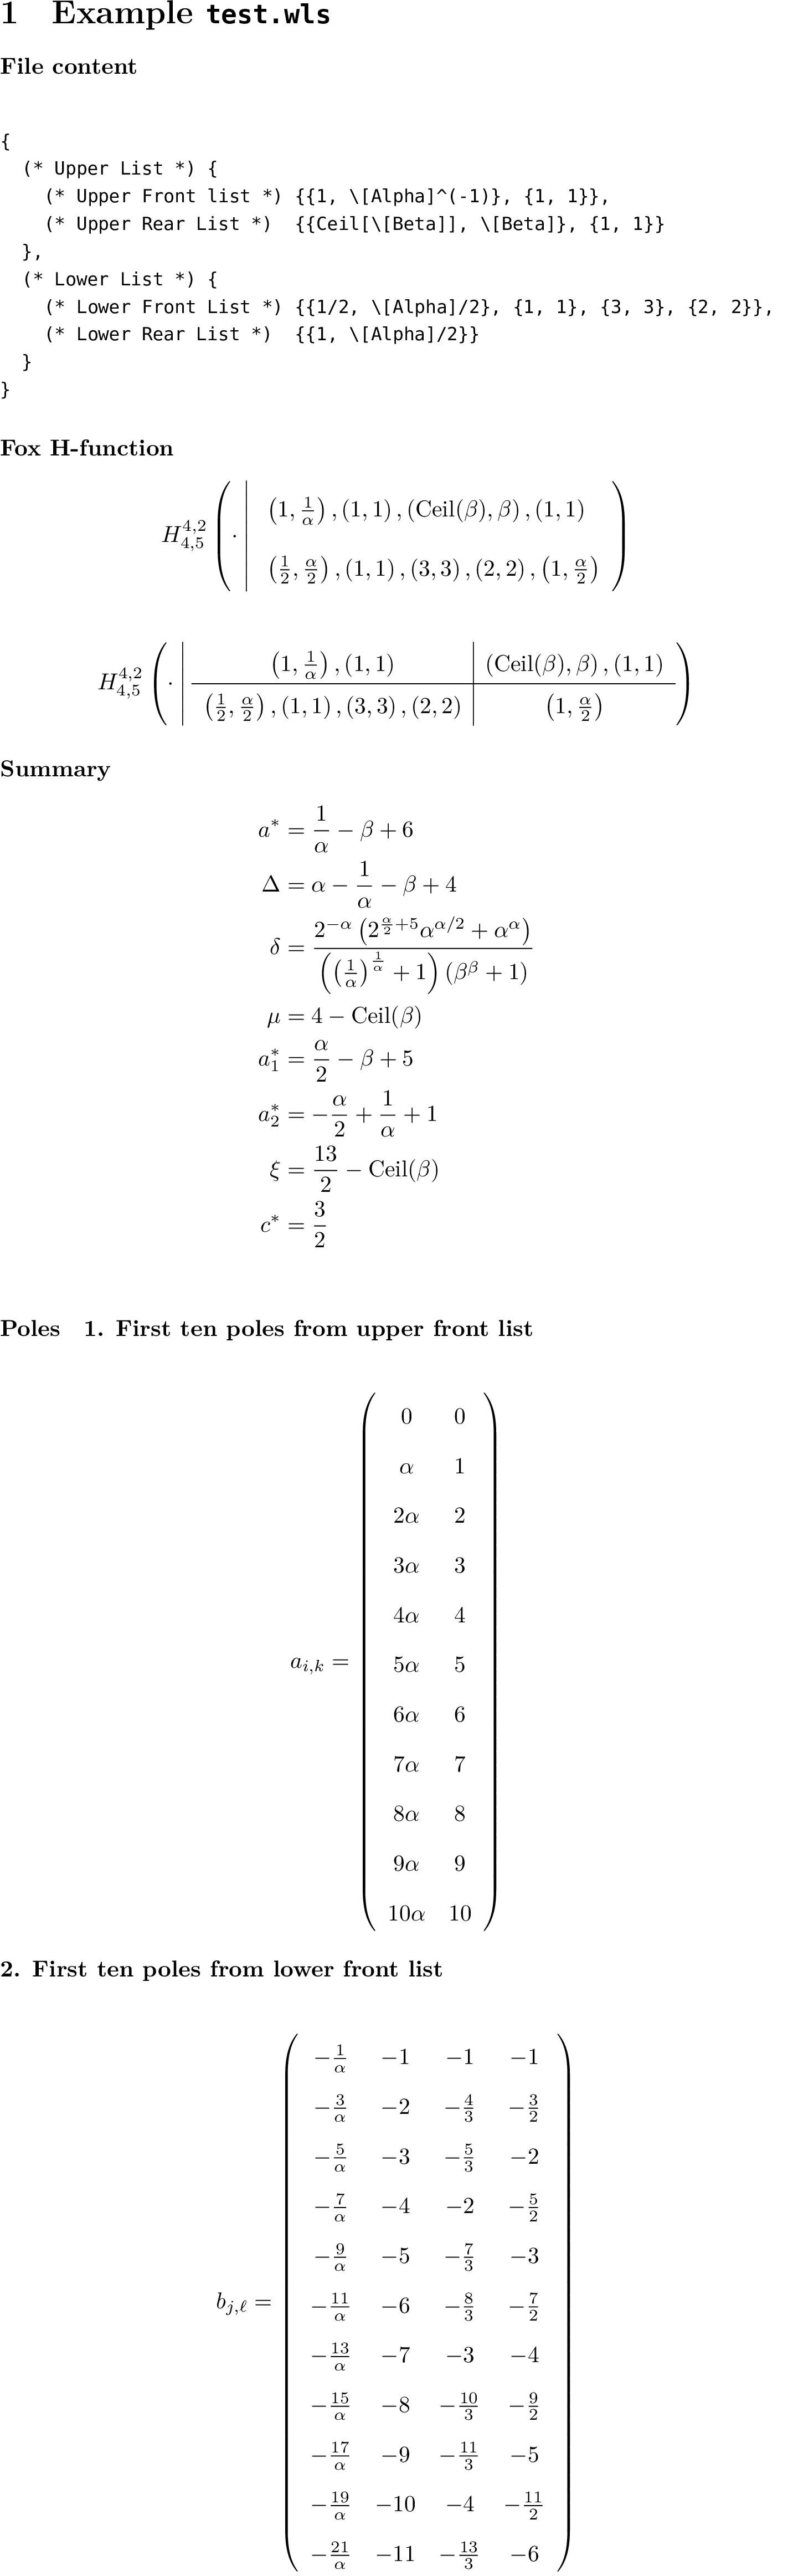 1 Example test.wls
File content
{
  (* Upper List *) {
    (* Upper Front list *) {{1, \[Alpha]^(-1)}, {1, 1}},
    (* Upper Rear List *)  {{Ceil[\[Beta]], \[Beta]}, {1, 1}}
  },
  (* Lower List *) {
    (* Lower Front List *) {{1/2, \[Alpha]/2}, {1, 1}, {3, 3}, {2, 2}},
    (* Lower Rear List *)  {{1, \[Alpha]/2}}
  }
}
Fox H-function
$H_{4,5}^{4,2}\left(\cdot\middle|\begin{array}{c}\left(1,\frac{1}{\alpha}\right),(1,1),(\text{Ceil}(\beta),\beta),(1,1)\\\left(\frac{1}{2},\frac{\alpha}{2}\right),(1,1),(3,3),(2,2),\left(1,\frac{\alpha}{2}\right)\end{array}\right)$
$H_{4,5}^{4,2}\left(\cdot\middle|\begin{array}{c|c}\left(1,\frac{1}{\alpha}\right),(1,1)&(\text{Ceil}(\beta),\beta),(1,1)\\\hline\left(\frac{1}{2},\frac{\alpha}{2}\right),(1,1),(3,3),(2,2)&\left(1,\frac{\alpha}{2}\right)\end{array}\right)$
Summary
$a^* = \frac{1}{\alpha} - \beta + 6$
$\Delta = \alpha - \frac{1}{\alpha} - \beta + 4$
$\delta = \frac{2^{-\alpha}\left(2^{\frac{\alpha}{2}+5}\alpha^{\alpha/2}+\alpha^{\alpha}\right)}{\left(\left(\frac{1}{\alpha}\right)^{\frac{1}{\alpha}}+1\right)(\beta^{\beta}+1)}$
$\mu = 4 - \text{Ceil}(\beta)$
$a_1^* = \frac{\alpha}{2} - \beta + 5$
$a_2^* = -\frac{\alpha}{2} + \frac{1}{\alpha} + 1$
$\xi = \frac{13}{2} - \text{Ceil}(\beta)$
$c^* = \frac{3}{2}$
Poles 1. First ten poles from upper front list
$a_{i,k} = \begin{pmatrix}0&0\\\alpha&1\\2\alpha&2\\3\alpha&3\\4\alpha&4\\5\alpha&5\\6\alpha&6\\7\alpha&7\\8\alpha&8\\9\alpha&9\\10\alpha&10\end{pmatrix}$
2. First ten poles from lower front list
$b_{j,\ell} = \begin{pmatrix}-\frac{1}{\alpha}&-1&-1&-1\\-\frac{3}{\alpha}&-2&-\frac{4}{3}&-\frac{3}{2}\\-\frac{5}{\alpha}&-3&-\frac{5}{3}&-2\\-\frac{7}{\alpha}&-4&-2&-\frac{5}{2}\\-\frac{9}{\alpha}&-5&-\frac{7}{3}&-3\\-\frac{11}{\alpha}&-6&-\frac{8}{3}&-\frac{7}{2}\\-\frac{13}{\alpha}&-7&-3&-4\\-\frac{15}{\alpha}&-8&-\frac{10}{3}&-\frac{9}{2}\\-\frac{17}{\alpha}&-9&-\frac{11}{3}&-5\\-\frac{19}{\alpha}&-10&-4&-\frac{11}{2}\\-\frac{21}{\alpha}&-11&-\frac{13}{3}&-6\end{pmatrix}$